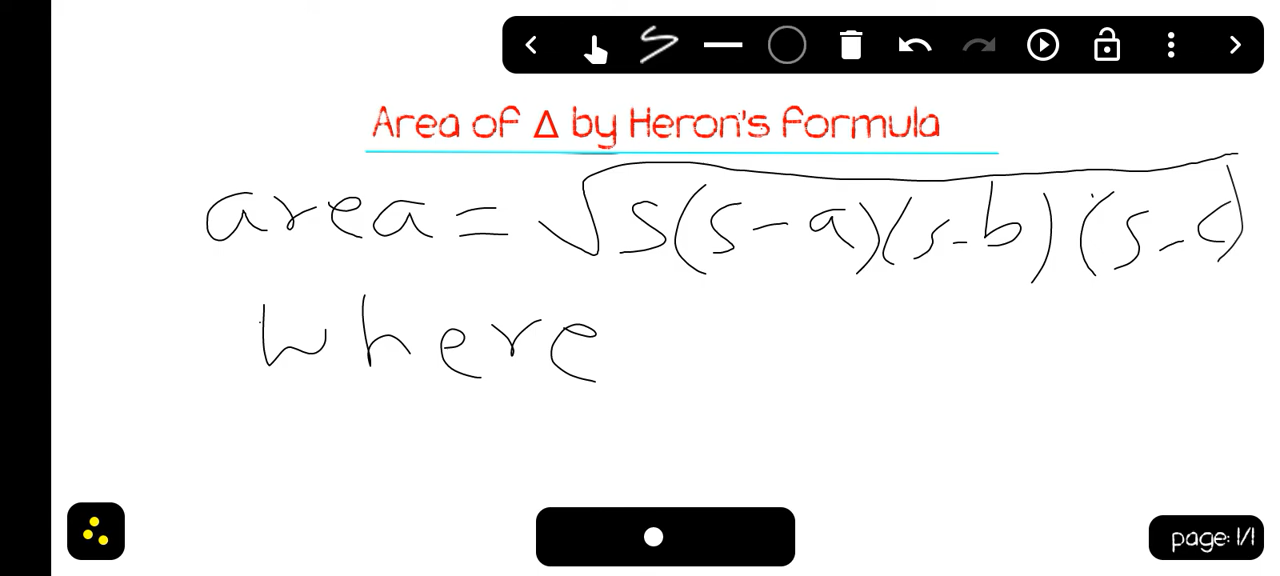 Area of Δ by Heron's Formula
area = √s(s-a)(s-b)(s-c)
where
page: 1/1